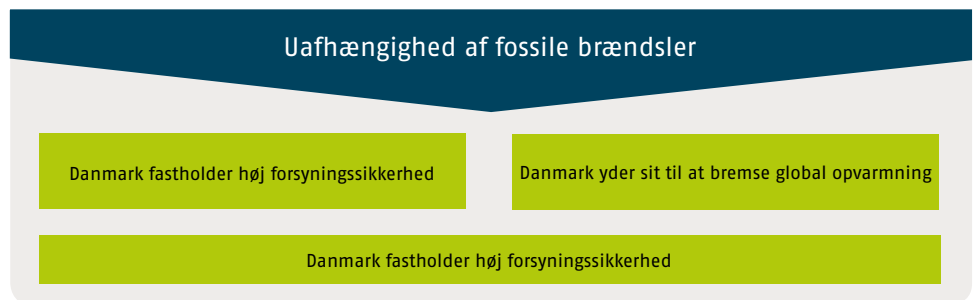 Uafhængighed af fossile brændsler
Danmark fastholder høj forsyningssikkerhed
Danmark yder sit til at bremse global opvarmning
Danmark fastholder høj forsyningssikkerhed